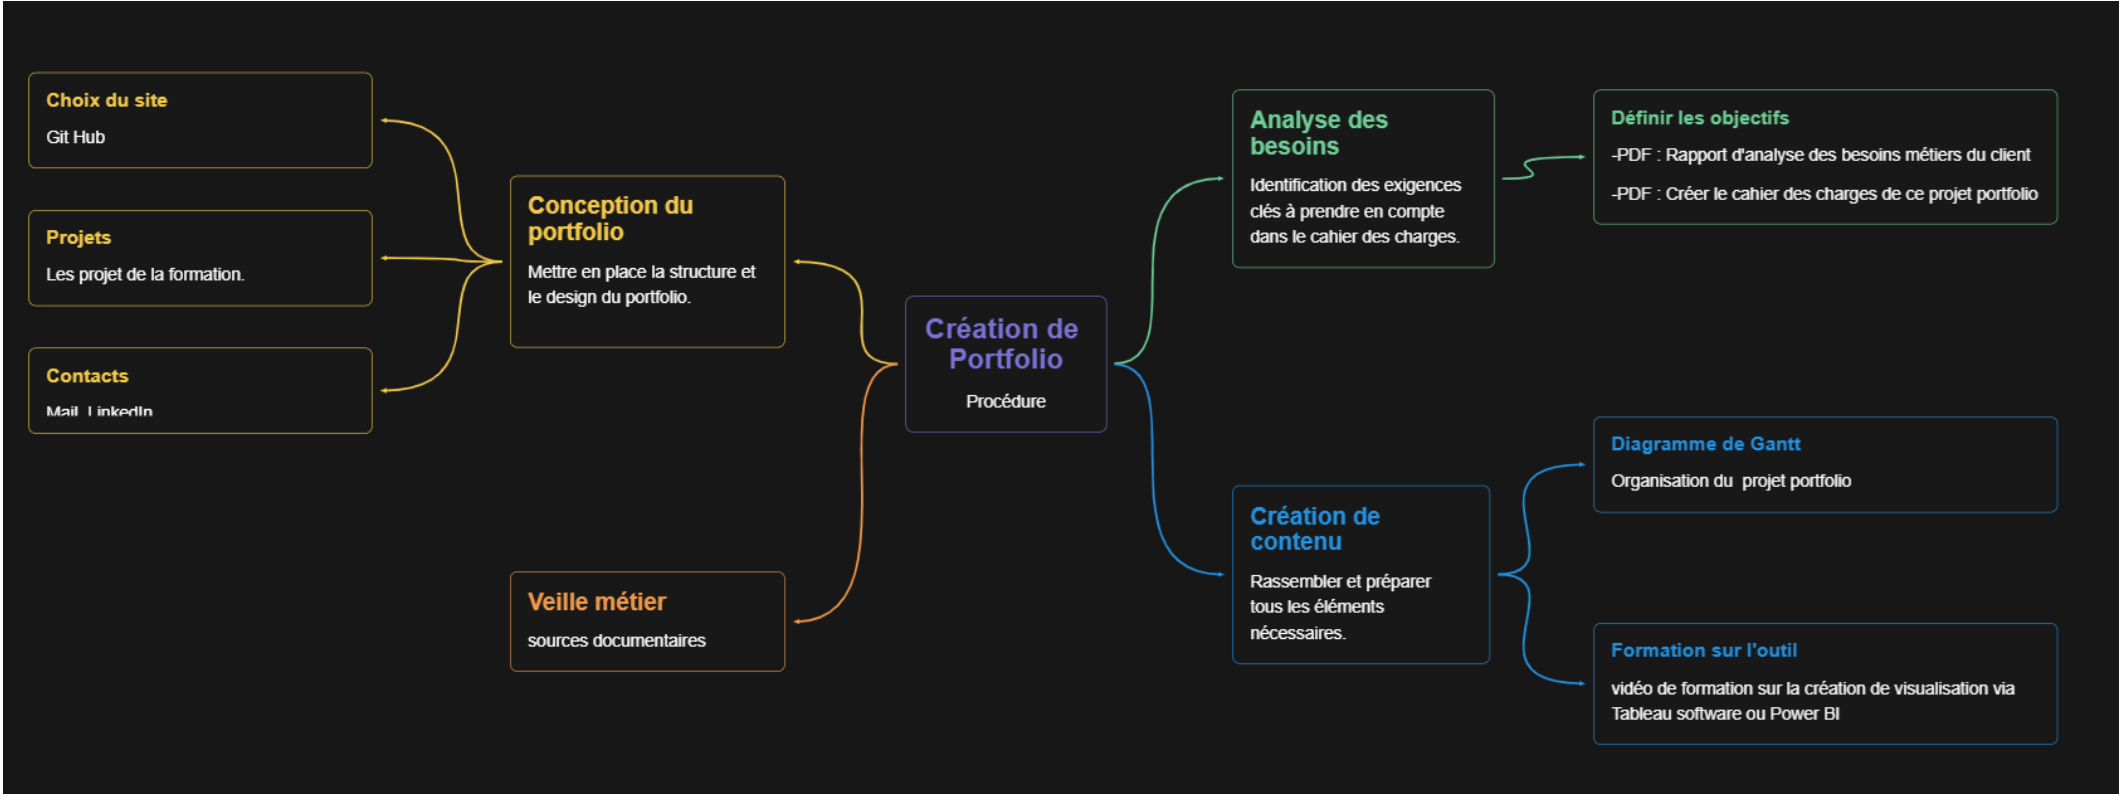 Choix du site
Git Hub
Projets
Les projet de la formation.
Contacts
Mail, LinkedIn
Conception du
portfolio
Mettre en place la structure et
le design du portfolio.
Veille métier
sources documentaires
Création de
Portfolio
Procédure
Analyse des
besoins
Identification des exigences
clés à prendre en compte
dans le cahier des charges.
Définir les objectifs
-PDF : Rapport d'analyse des besoins métiers du client
-PDF : Créer le cahier des charges de ce projet portfolio
Création de
contenu
Rassembler et préparer
tous les éléments
nécessaires.
Diagramme de Gantt
Organisation du  projet portfolio
Formation sur l'outil
vidéo de formation sur la création de visualisation via
Tableau software ou Power BI